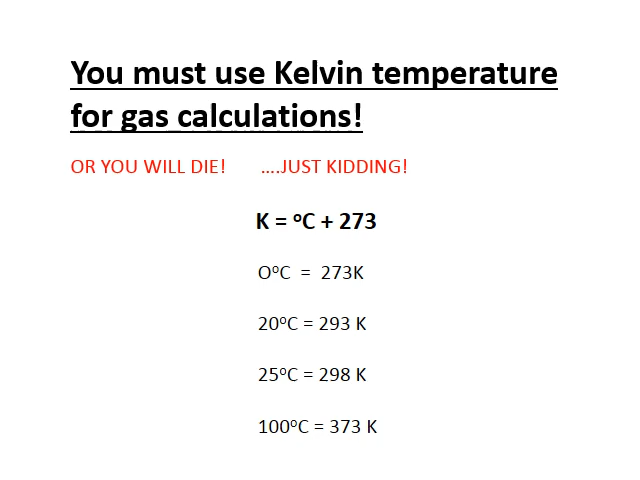 You must use Kelvin temperature
for gas calculations!
OR YOU WILL DIE! ....JUST KIDDING!
K = ᵒC + 273
OᵒC = 273K
20ᵒC = 293 K
25ᵒC = 298 K
100ᵒC = 373 K